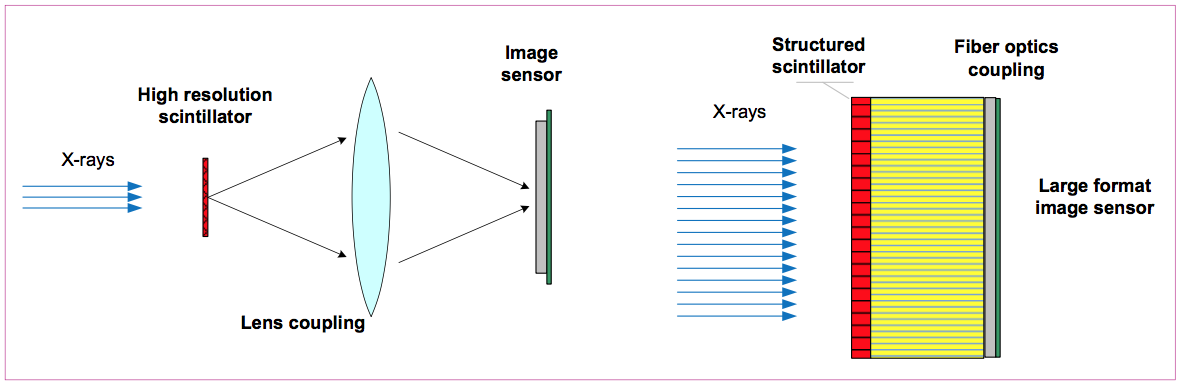 X-rays
High resolution
scintillator
Lens coupling
Image
sensor
X-rays
Structured
scintillator
Fiber optics
coupling
Large format
image sensor